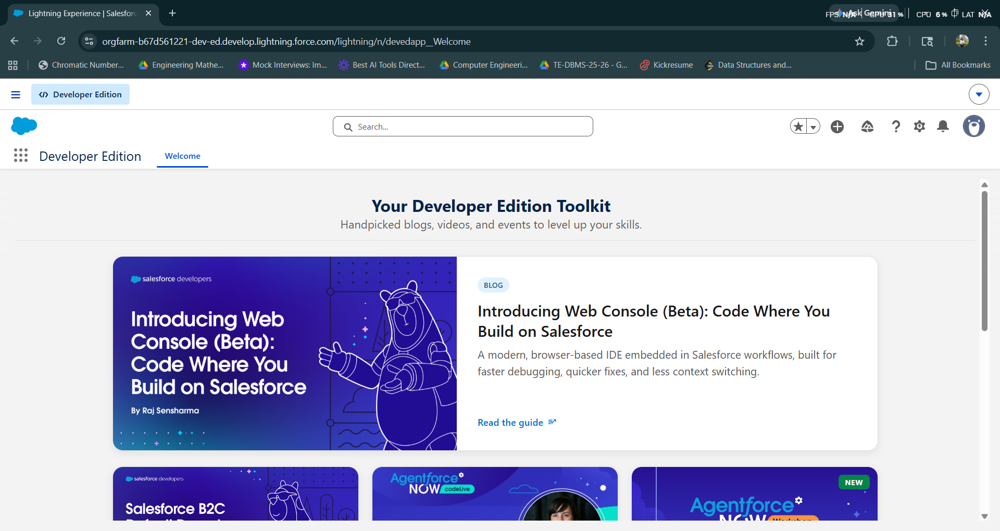 Lightning Experience | Salesforc
Ask Gemini
FPS N/A GPU 31 % CPU 6 % LAT N/A
orgfarm-b67d561221-dev-ed.develop.lightning.force.com/lightning/n/devedapp__Welcome
Chromatic Number...
Engineering Mathe...
Mock Interviews: Im...
Best AI Tools Direct...
Computer Engineeri...
TE-DBMS-25-26 - G...
Kickresume
Data Structures and...
All Bookmarks
Developer Edition
Search...
Developer Edition
Welcome
Your Developer Edition Toolkit
Handpicked blogs, videos, and events to level up your skills.
salesforce developers
Introducing Web
Console (Beta):
Code Where You
Build on Salesforce
By Raj Sensharma
BLOG
Introducing Web Console (Beta): Code Where You
Build on Salesforce
A modern, browser-based IDE embedded in Salesforce workflows, built for
faster debugging, quicker fixes, and less context switching.
Read the guide
salesforce developers
Salesforce B2C
Agentforce
NOW codeLive
NEW
Agentforce
NOW Workshop